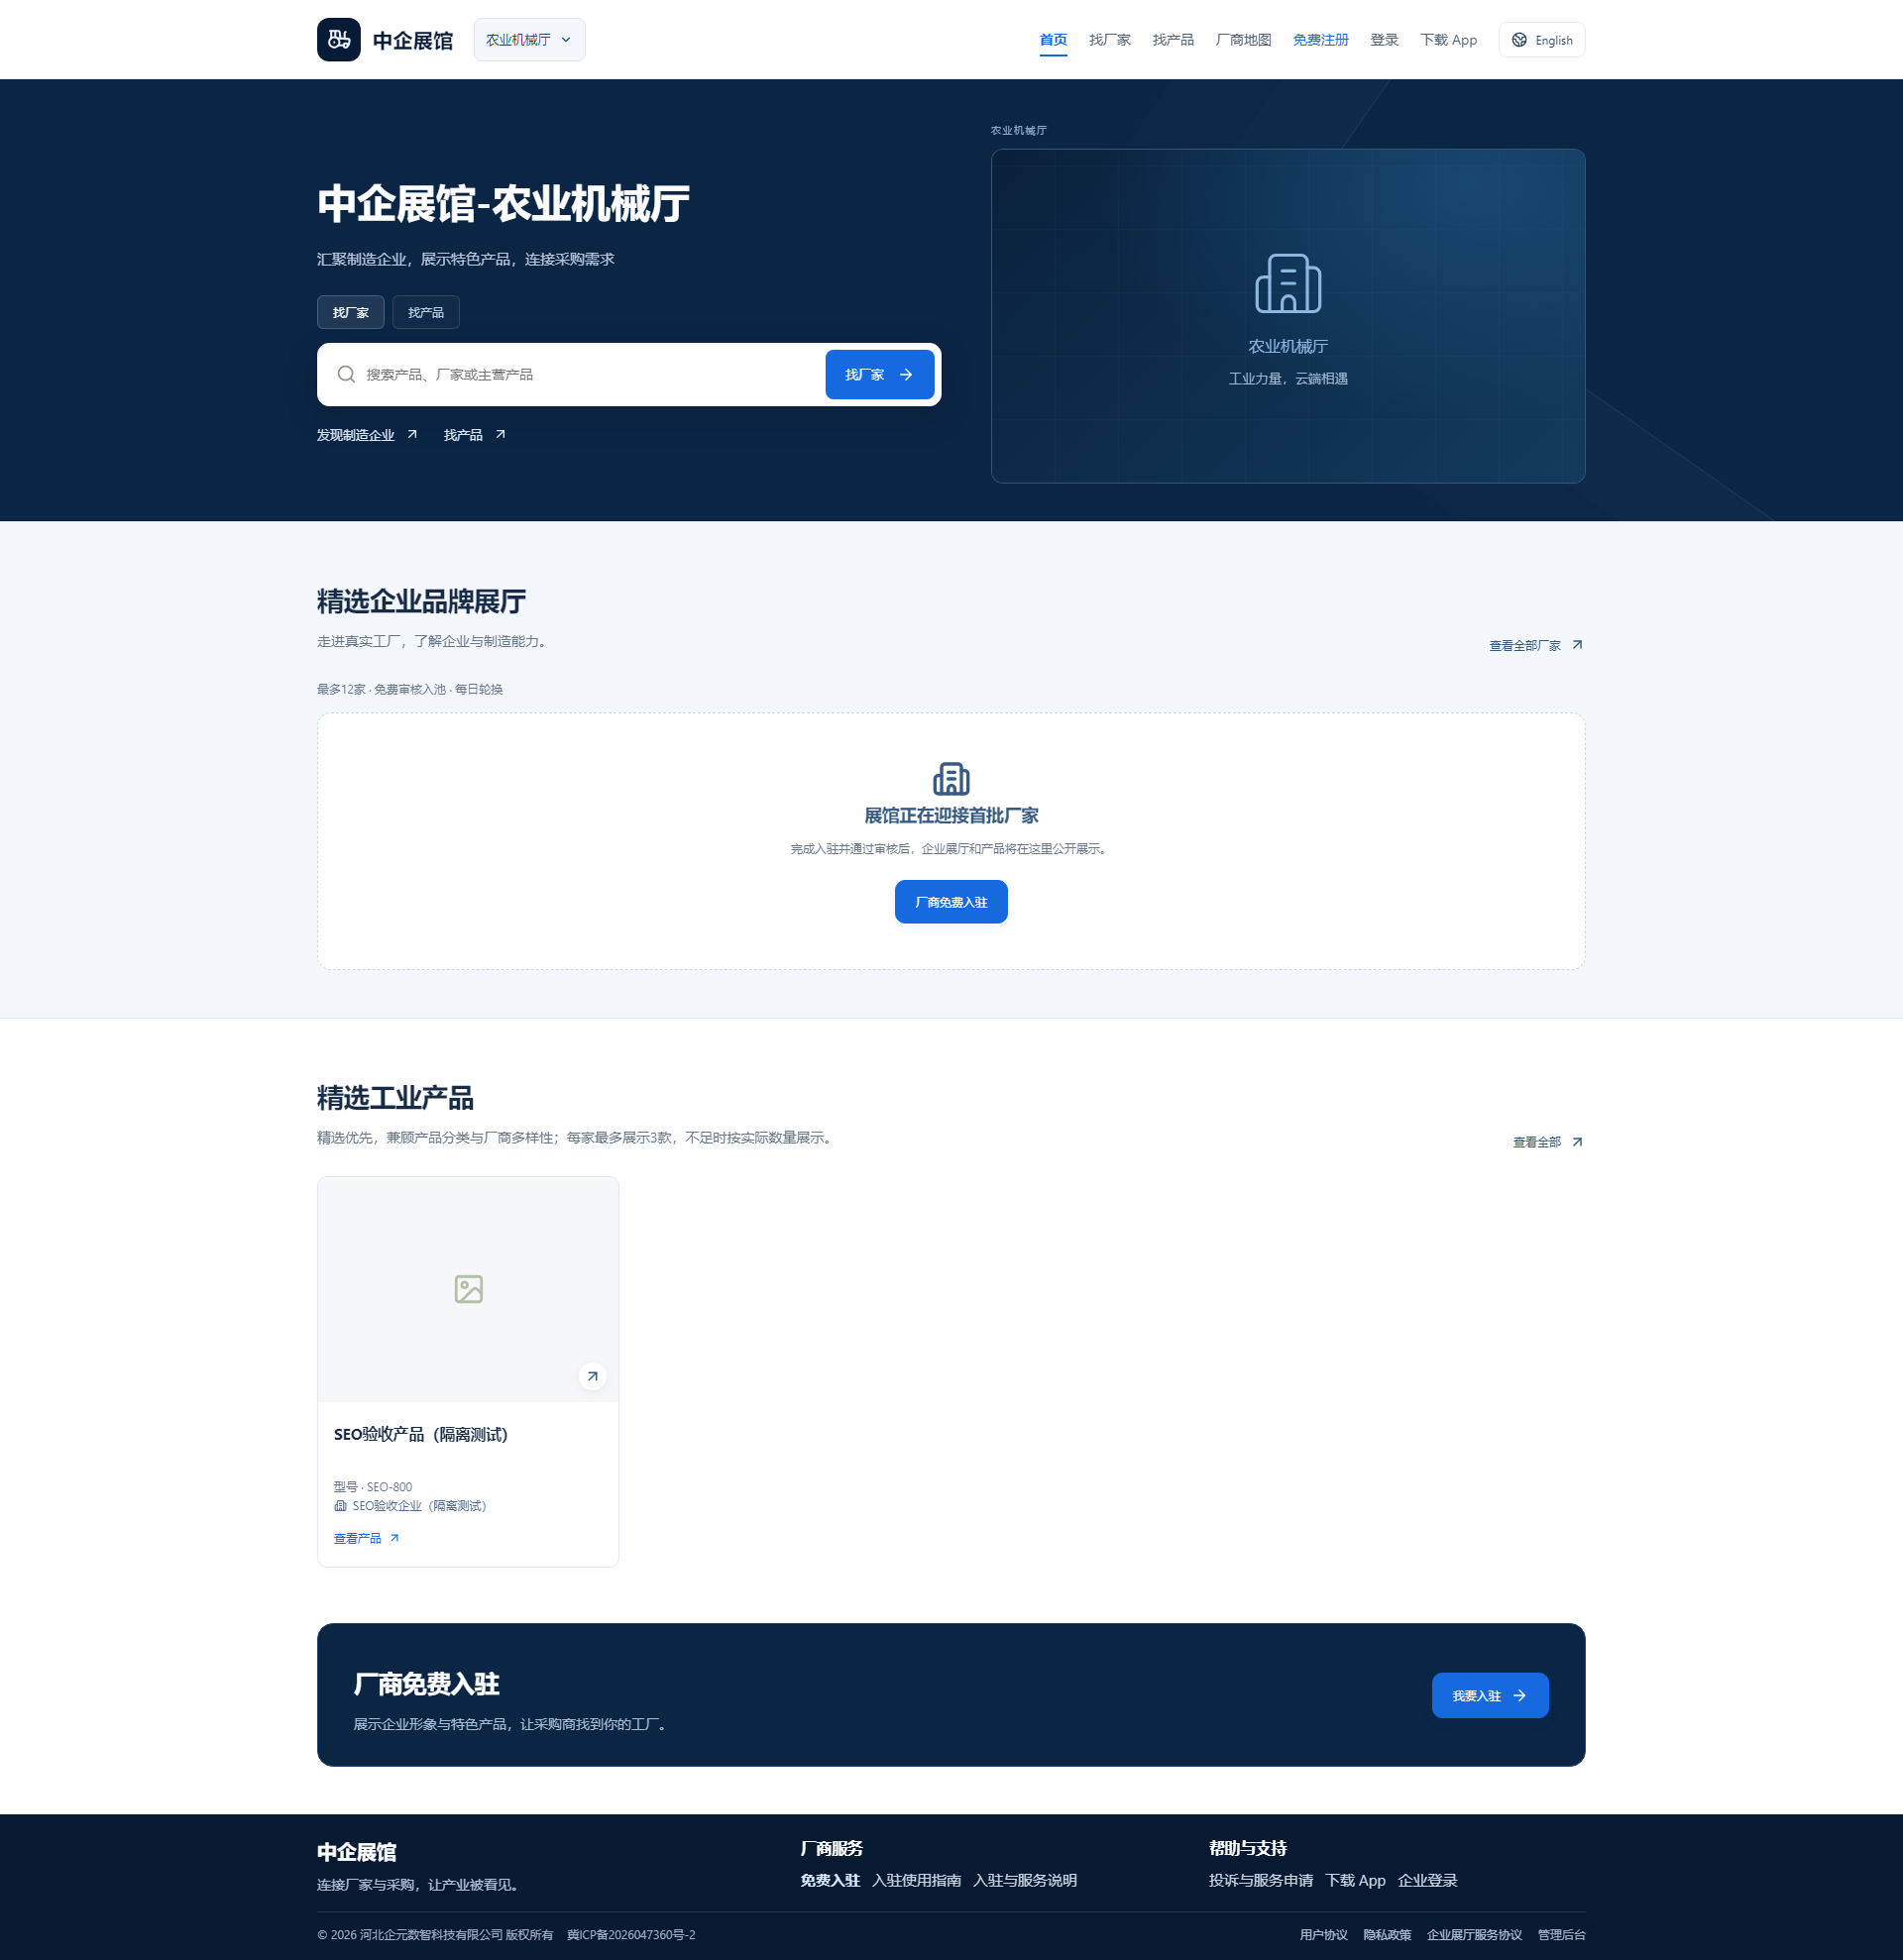 中企展馆
农业机械厅
首页 找厂家 找产品 厂商地图 免费注册 登录 下载 App English
农业机械厅
中企展馆-农业机械厅
汇聚制造企业，展示特色产品，连接采购需求
找厂家 找产品
搜索产品、厂家或主营产品
找厂家
发现制造企业 找产品
农业机械厅
工业力量，云端相遇
精选企业品牌展厅
走进真实工厂，了解企业与制造能力。
查看全部厂家
最多12家 · 免费审核入池 · 每日轮换
展馆正在迎接首批厂家
完成入驻并通过审核后，企业展厅和产品将在这里公开展示。
厂商免费入驻
精选工业产品
精选优先，兼顾产品分类与厂商多样性；每家最多展示3款，不足时按实际数量展示。
查看全部
SEO验收产品（隔离测试）
型号 · SEO-800
SEO验收企业（隔离测试）
查看产品
厂商免费入驻
展示企业形象与特色产品，让采购商找到你的工厂。
我要入驻
中企展馆
连接厂家与采购，让产业被看见。
厂商服务
免费入驻 入驻使用指南 入驻与服务说明
帮助与支持
投诉与服务申请 下载 App 企业登录
© 2026 河北企元数智科技有限公司 版权所有 冀ICP备2026047360号-2
用户协议 隐私政策 企业展厅服务协议 管理后台